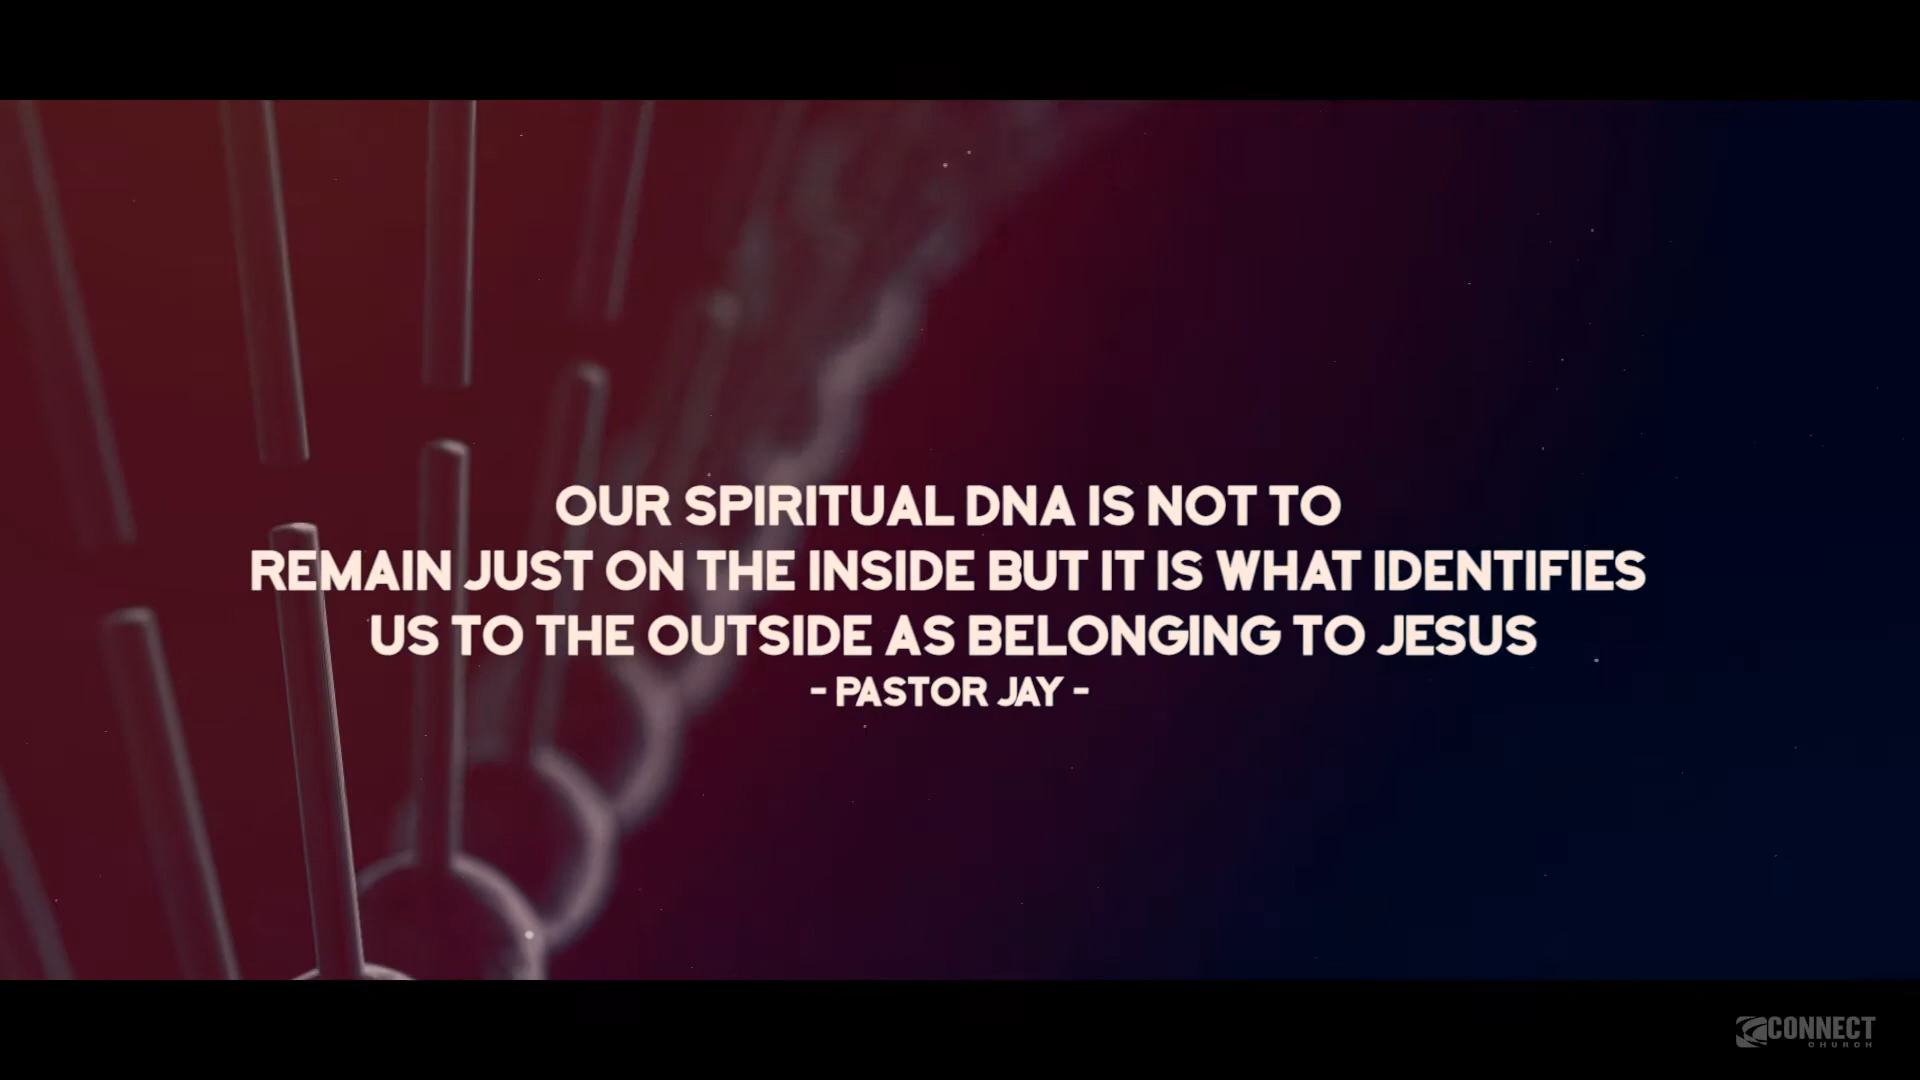 OUR SPIRITUAL DNA IS NOT TO
REMAIN JUST ON THE INSIDE BUT IT IS WHAT IDENTIFIES
US TO THE OUTSIDE AS BELONGING TO JESUS
- PASTOR JAY -
CONNECT
CHURCH